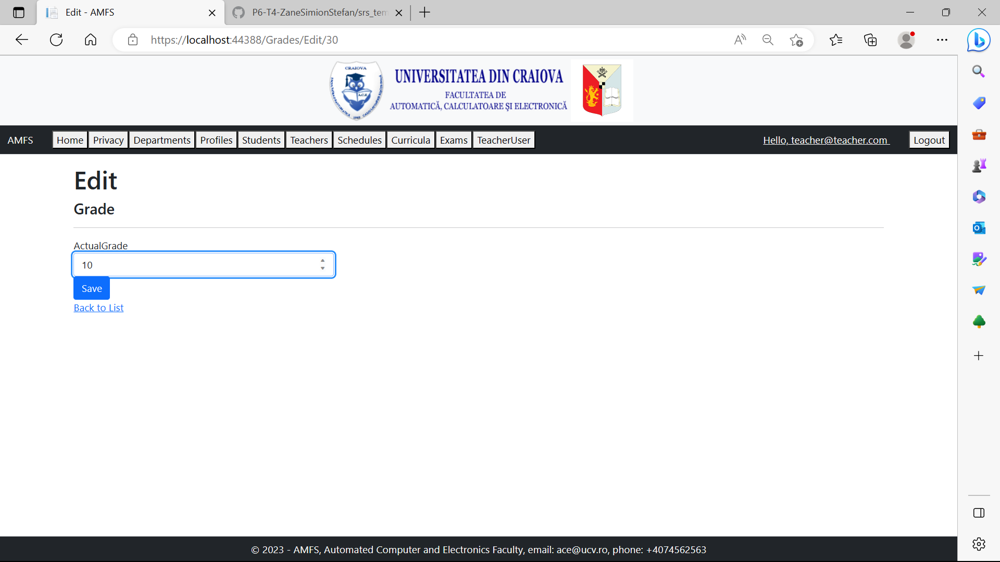 Edit - AMFS
P6-T4-ZaneSimionStefan/srs_tem
https://localhost:44388/Grades/Edit/30
CRAIOVA
A.C.E
1965
UNIVERSITATEA DIN CRAIOVA
FACULTATEA DE
AUTOMATICĂ, CALCULATOARE ȘI ELECTRONICĂ
AMFS
Home
Privacy
Departments
Profiles
Students
Teachers
Schedules
Curricula
Exams
TeacherUser
Hello, teacher@teacher.com
Logout
Edit
Grade
ActualGrade
10
Save
Back to List
© 2023 - AMFS, Automated Computer and Electronics Faculty, email: ace@ucv.ro, phone: +4074562563